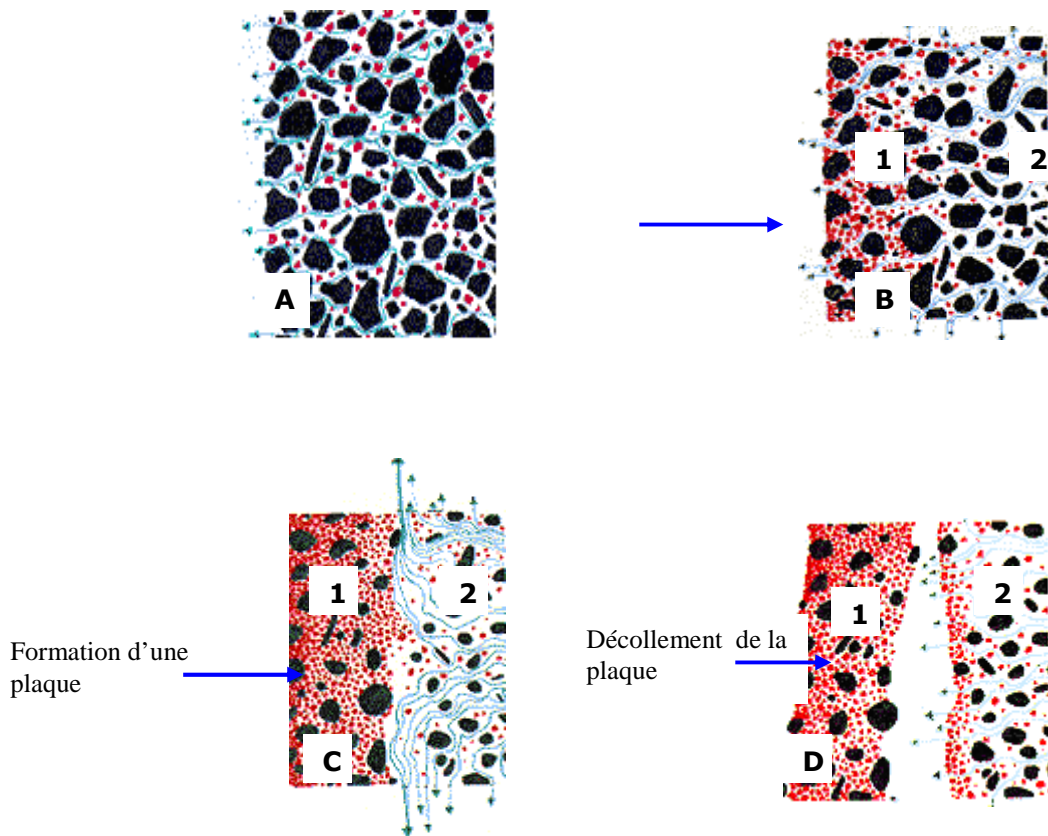 A
1
2
B
Formation d'une
plaque
1
2
C
Décollement de la
plaque
1
2
D